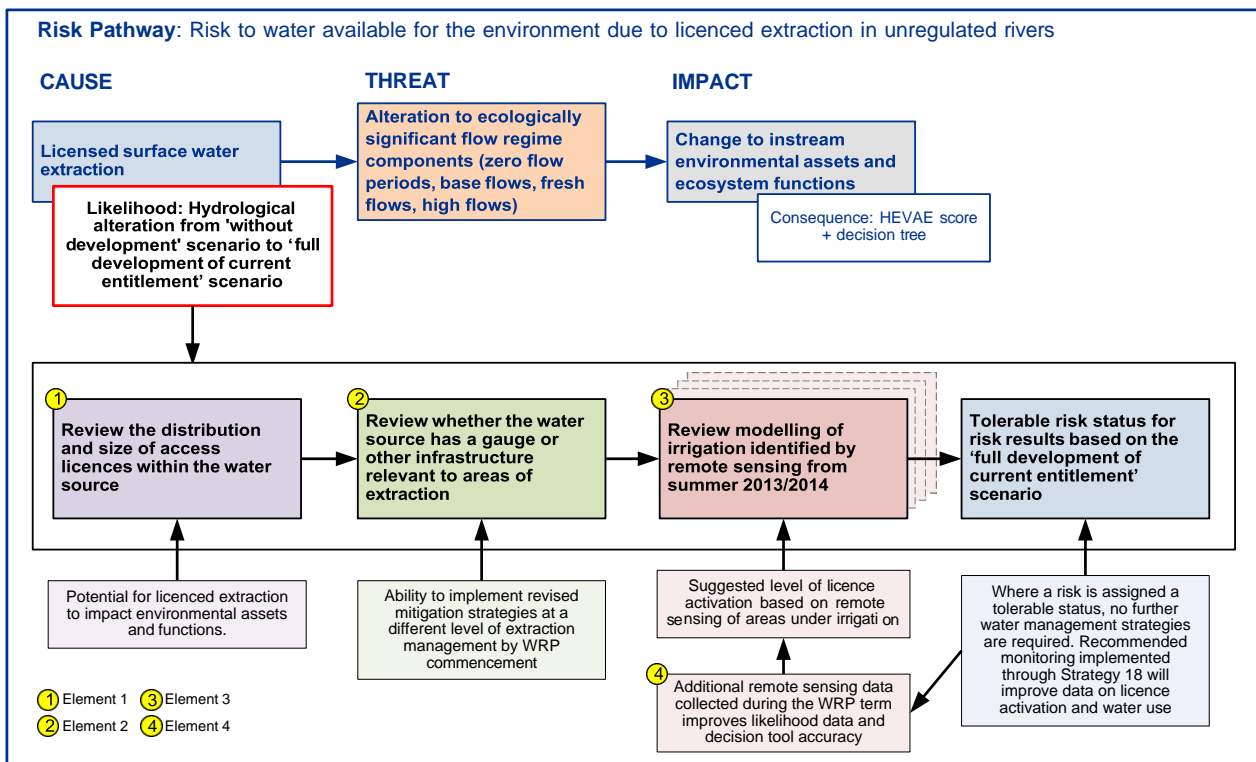 Risk Pathway: Risk to water available for the environment due to licenced extraction in unregulated rivers
CAUSE
THREAT
IMPACT
Licensed surface water
extraction
Alteration to ecologically
significant flow regime
components (zero flow
periods, base flows, fresh
flows, high flows)
Change to instream
environmental assets and
ecosystem functions
Likelihood: Hydrological
alteration from 'without
development' scenario to ‘full
development of current
entitlement’ scenario
Consequence: HEVAE score
+ decision tree
1
Review the distribution
and size of access
licences within the water
source
2
Review whether the water
source has a gauge or
other infrastructure
relevant to areas of
extraction
3
Review modelling of
irrigation identified by
remote sensing from
summer 2013/2014
Tolerable risk status for
risk results based on the
‘full development of
current entitlement’
scenario
Potential for licenced extraction
to impact environmental assets
and functions.
Ability to implement revised
mitigation strategies at a
different level of extraction
management by WRP
commencement
Suggested level of licence
activation based on remote
sensing of areas under irrigation
4
Additional remote sensing data
collected during the WRP term
improves likelihood data and
decision tool accuracy
Where a risk is assigned a
tolerable status, no further
water management strategies
are required. Recommended
monitoring implemented
through Strategy 18 will
improve data on licence
activation and water use
1 Element 1
3 Element 3
2 Element 2
4 Element 4